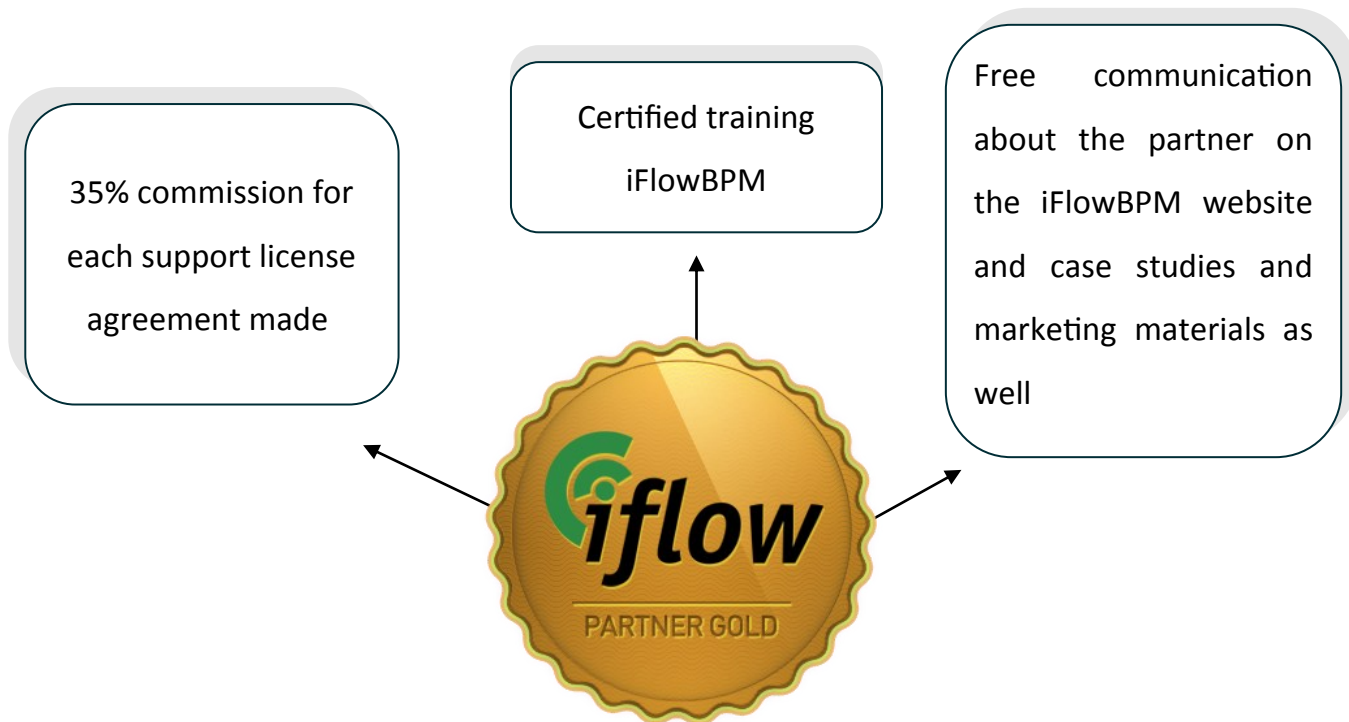 35% commission for
each support license
agreement made
Certified training
iFlowBPM
Free communication
about the partner on
the iFlowBPM website
and case studies and
marketing materials as
well
iflow
PARTNER GOLD